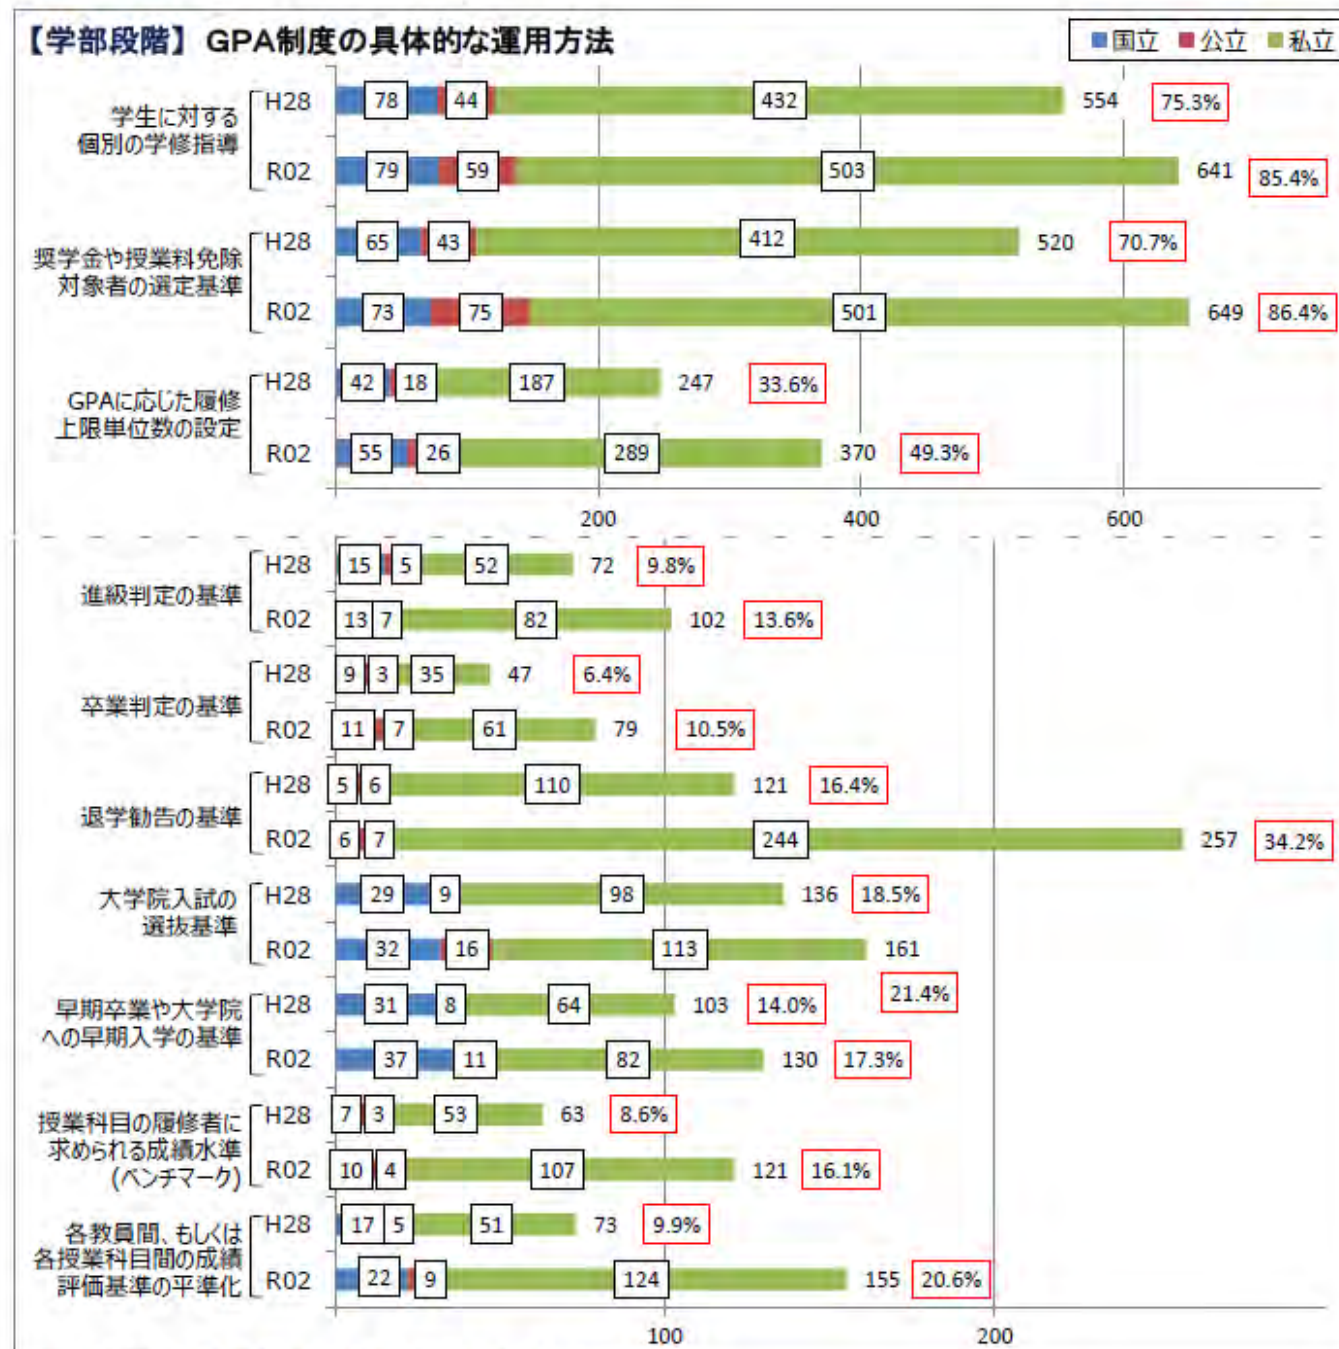 【学部段階】GPA制度の具体的な運用方法
■国立 ■公立 ■私立
学生に対する
個別の学修指導
H28 78 44 432 554 75.3%
R02 79 59 503 641 85.4%
奨学金や授業料免除
対象者の選定基準
H28 65 43 412 520 70.7%
R02 73 75 501 649 86.4%
GPAに応じた履修
上限単位数の設定
H28 42 18 187 247 33.6%
R02 55 26 289 370 49.3%
200 400 600
進級判定の基準
H28 15 5 52 72 9.8%
R02 13 7 82 102 13.6%
卒業判定の基準
H28 9 3 35 47 6.4%
R02 11 7 61 79 10.5%
退学勧告の基準
H28 5 6 110 121 16.4%
R02 6 7 244 257 34.2%
大学院入試の
選抜基準
H28 29 9 98 136 18.5%
R02 32 16 113 161
21.4%
早期卒業や大学院
への早期入学の基準
H28 31 8 64 103 14.0%
R02 37 11 82 130 17.3%
授業科目の履修者に
求められる成績水準
(ベンチマーク)
H28 7 3 53 63 8.6%
R02 10 4 107 121 16.1%
各教員間、もしくは
各授業科目間の成績
評価基準の平準化
H28 17 5 51 73 9.9%
R02 22 9 124 155 20.6%
100 200